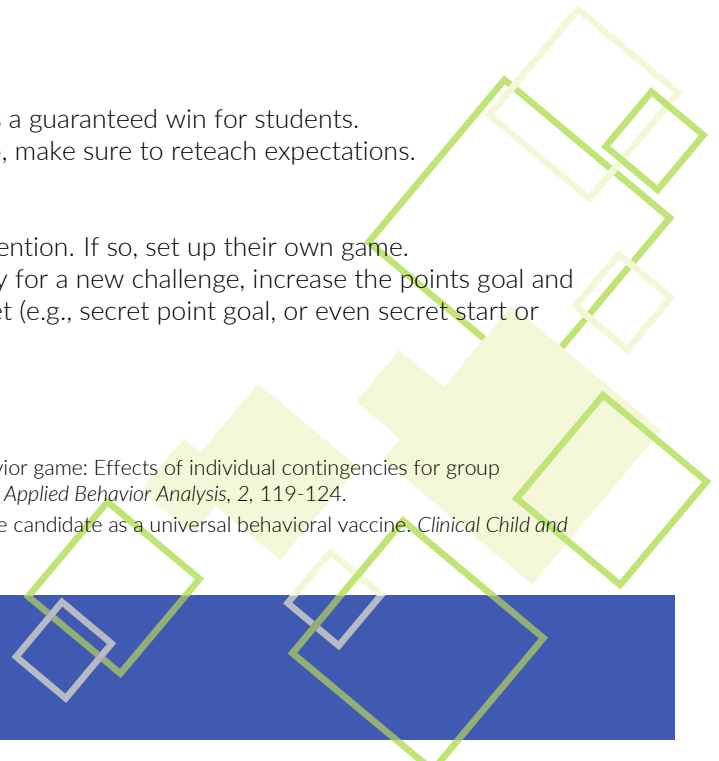 a guaranteed win for students.
, make sure to reteach expectations.
ention. If so, set up their own game.
for a new challenge, increase the points goal and
(e.g., secret point goal, or even secret start or
vior game: Effects of individual contingencies for group
Applied Behavior Analysis, 2, 119-124.
e candidate as a universal behavioral vaccine. Clinical Child and